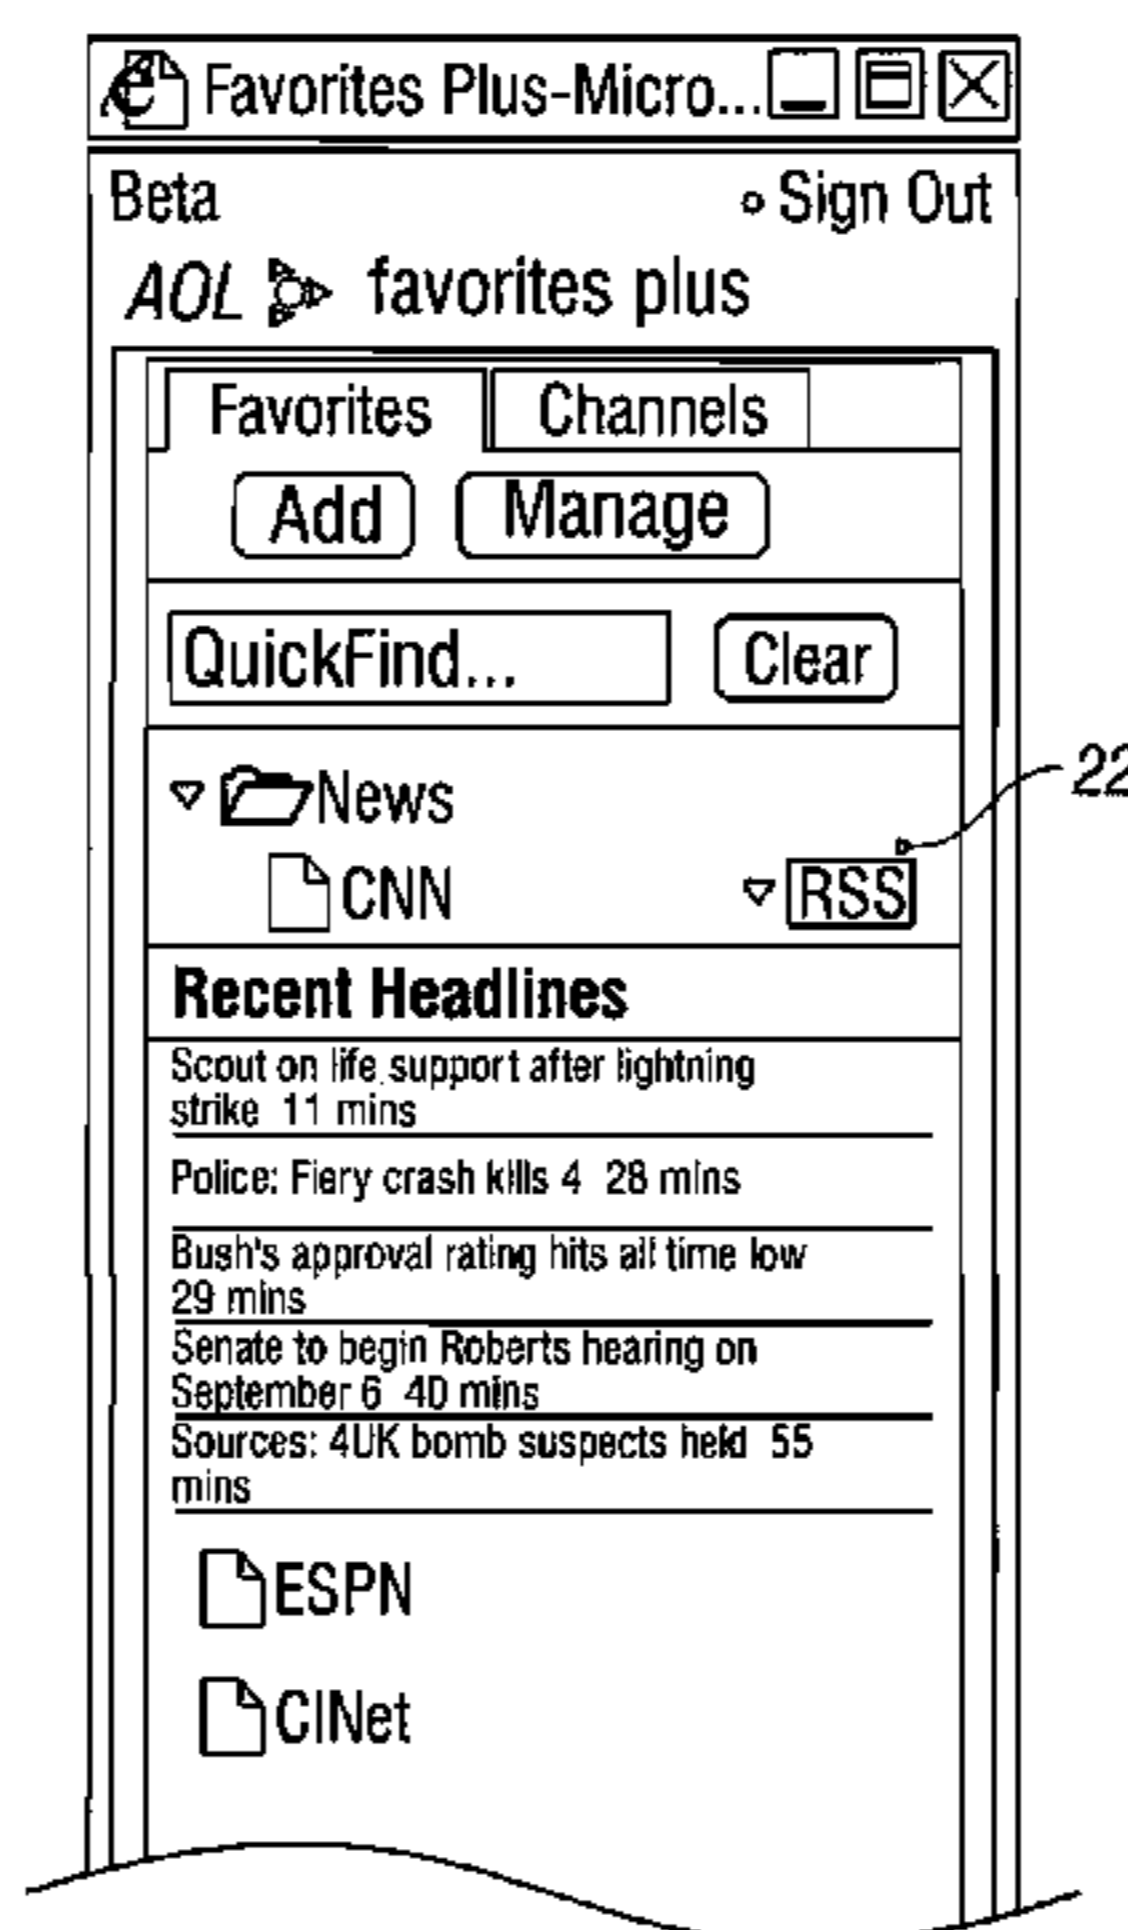 Favorites Plus-Micro...
Beta
Sign Out
AOL favorites plus
Favorites Channels
Add Manage
QuickFind... Clear
News
22
CNN RSS
Recent Headlines
Scout on life support after lightning
strike 11 mins
Police: Fiery crash kills 4 28 mins
Bush's approval rating hits all time low
29 mins
Senate to begin Roberts hearing on
September 6 40 mins
Sources: 4UK bomb suspects held 55
mins
ESPN
CINet